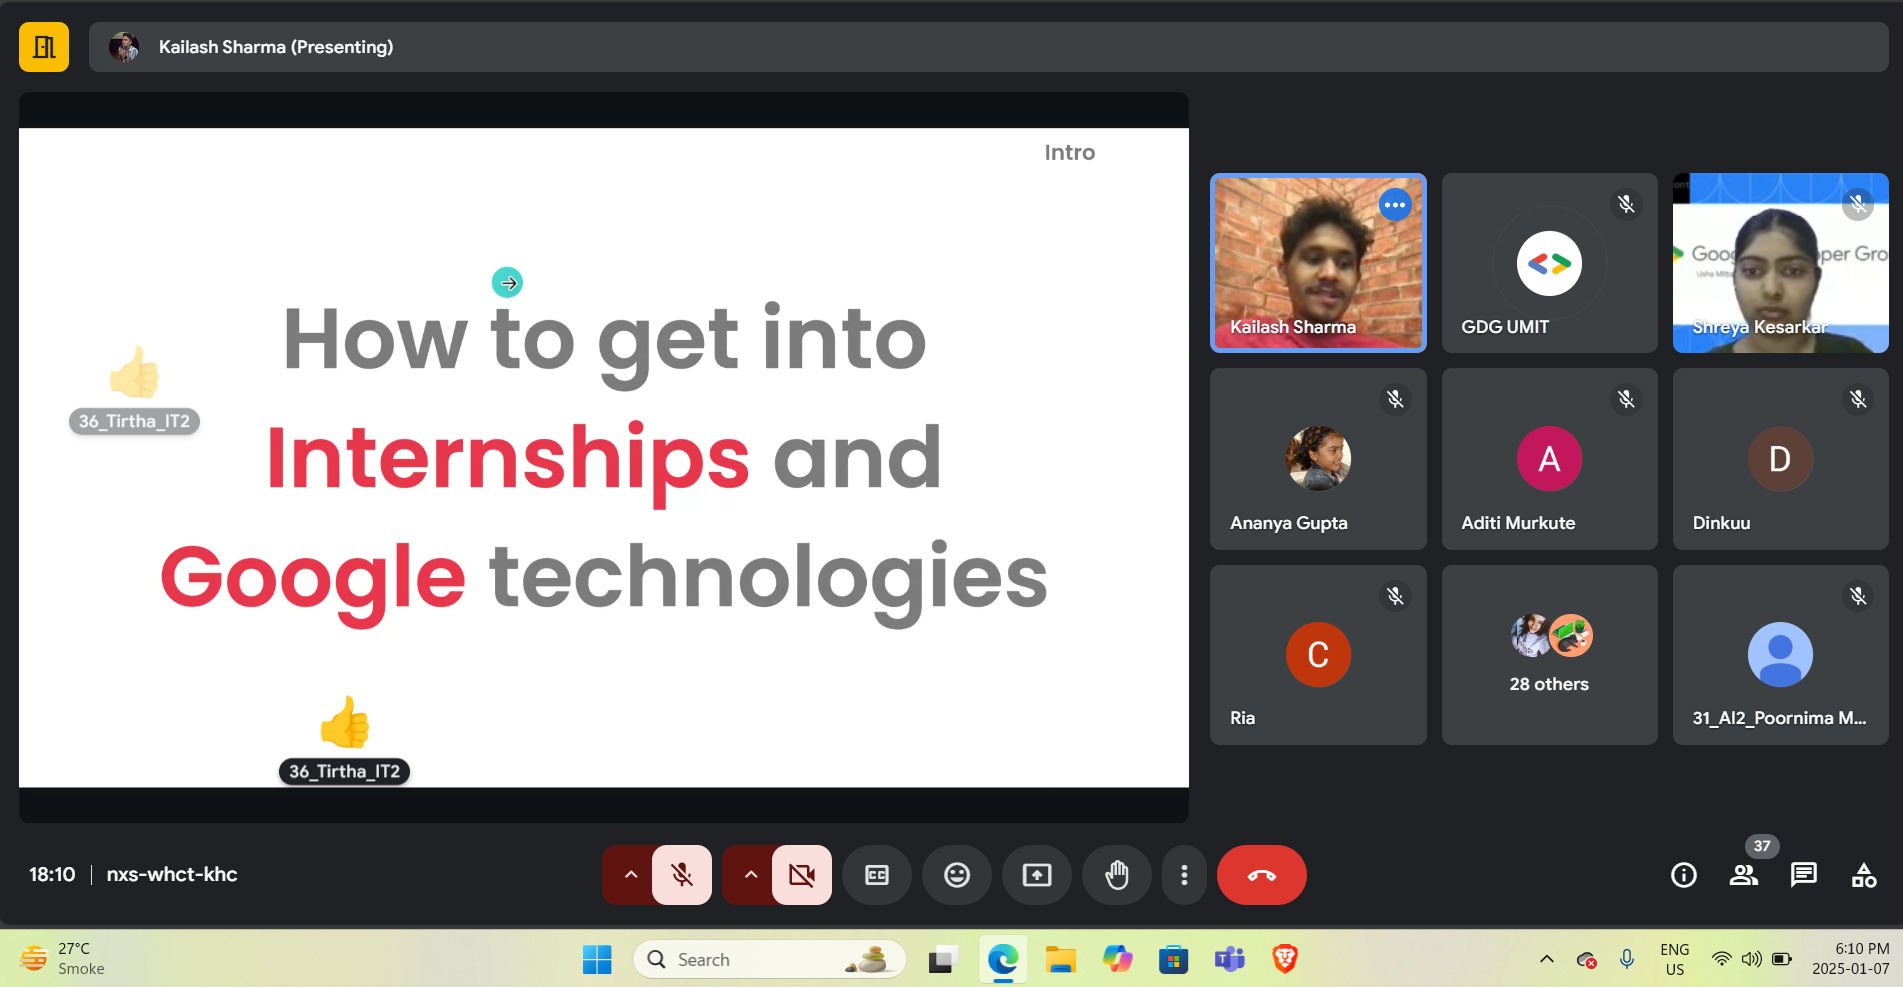 Kailash Sharma (Presenting)
Intro
How to get into
Internships and
Google technologies
36_Tirtha_IT2
36_Tirtha_IT2
Kailash Sharma
GDG UMIT
Shreya Kesarkar
Ananya Gupta
A
Aditi Murkute
D
Dinkuu
C
Ria
28 others
31_AI2_Poornima M...
18:10 | nxs-whct-khc
CC
37
27°C
Smoke
Search
ENG
US
6:10 PM
2025-01-07